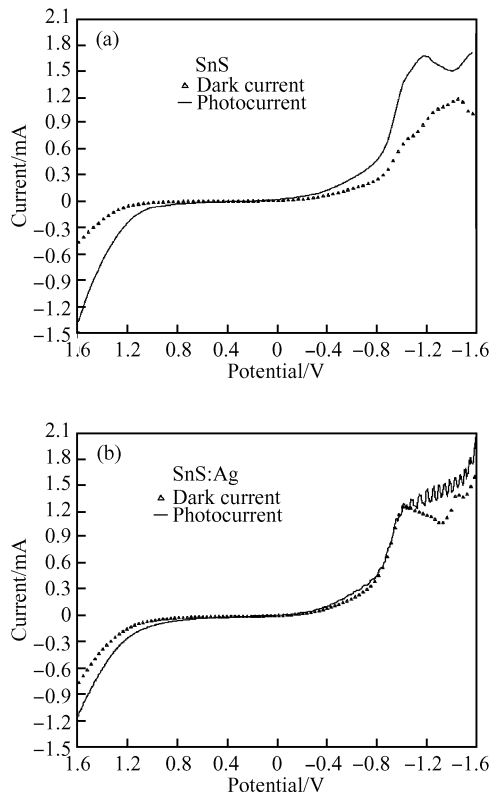 (a)
SnS
Dark current
Photocurrent
Current/mA
2.1
1.8
1.5
1.2
0.9
0.6
0.3
0
−0.3
−0.6
−0.9
−1.2
−1.5
1.6 1.2 0.8 0.4 0 −0.4 −0.8 −1.2 −1.6
Potential/V
(b)
SnS:Ag
Dark current
Photocurrent
Current/mA
2.1
1.8
1.5
1.2
0.9
0.6
0.3
0
−0.3
−0.6
−0.9
−1.2
−1.5
1.6 1.2 0.8 0.4 0 −0.4 −0.8 −1.2 −1.6
Potential/V